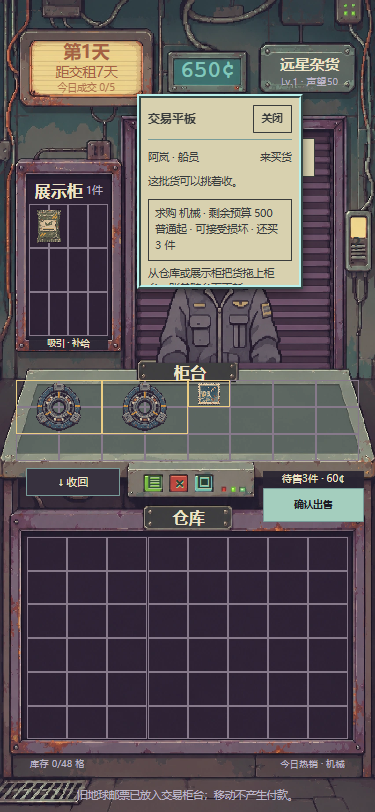 第1天
距交租7天
今日成交 0/5
650¢
远星杂货
Lv.1 · 声望50
交易平板
关闭
阿岚 · 船员
来买货
这批货可以挑着收。
求购 机械 · 剩余预算 500
普通起 · 可接受损坏 · 还买
3 件
从仓库或展示柜把货拖上柜
展示柜 1件
吸引 · 补给
柜台
↓收回
待售3件 · 60¢
确认出售
仓库
库存 0/48 格
今日热销 · 机械
旧地球邮票已放入交易柜台；移动不产生付款。